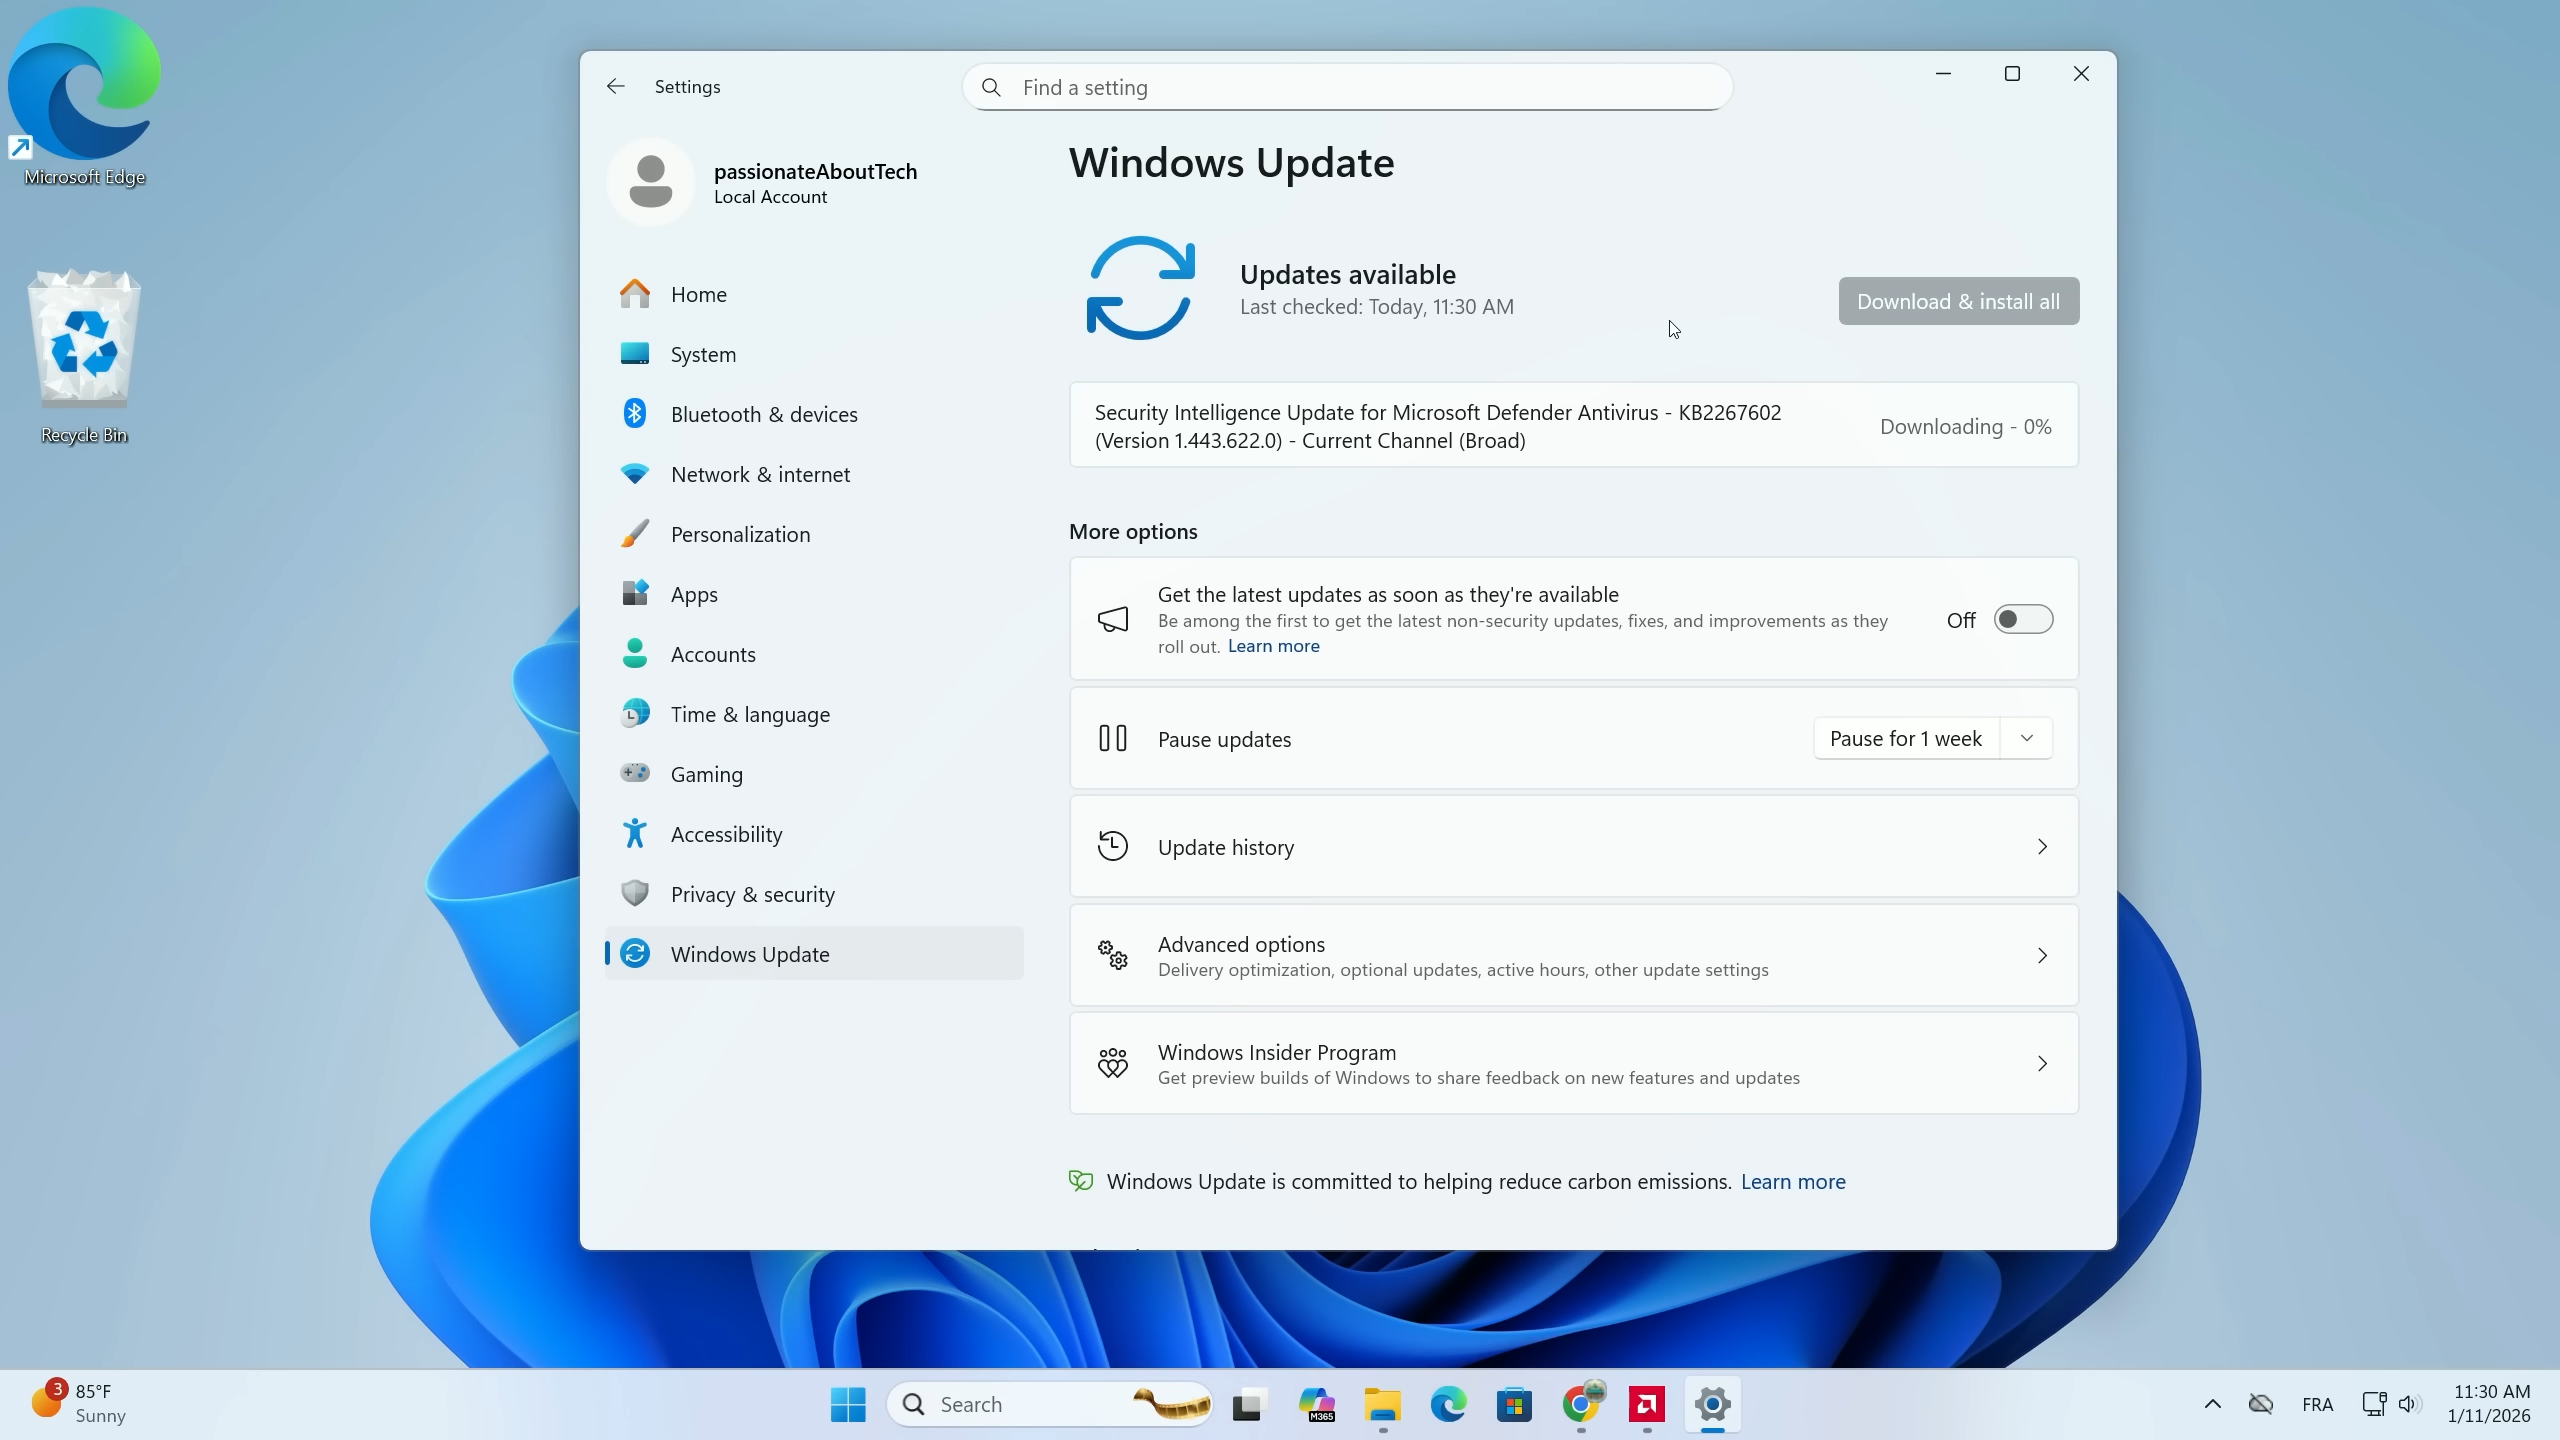 Microsoft Edge
Recycle Bin
Settings
Find a setting
passionateAboutTech
Local Account
Home
System
Bluetooth & devices
Network & internet
Personalization
Apps
Accounts
Time & language
Gaming
Accessibility
Privacy & security
Windows Update
Windows Update
Updates available
Last checked: Today, 11:30 AM
Download & install all
Security Intelligence Update for Microsoft Defender Antivirus - KB2267602
(Version 1.443.622.0) - Current Channel (Broad)
Downloading - 0%
More options
Get the latest updates as soon as they're available
Be among the first to get the latest non-security updates, fixes, and improvements as they
roll out. Learn more
Off
Pause updates
Pause for 1 week
Update history
Advanced options
Delivery optimization, optional updates, active hours, other update settings
Windows Insider Program
Get preview builds of Windows to share feedback on new features and updates
Windows Update is committed to helping reduce carbon emissions. Learn more
3
85°F
Sunny
Search
M365
FRA
11:30 AM
1/11/2026